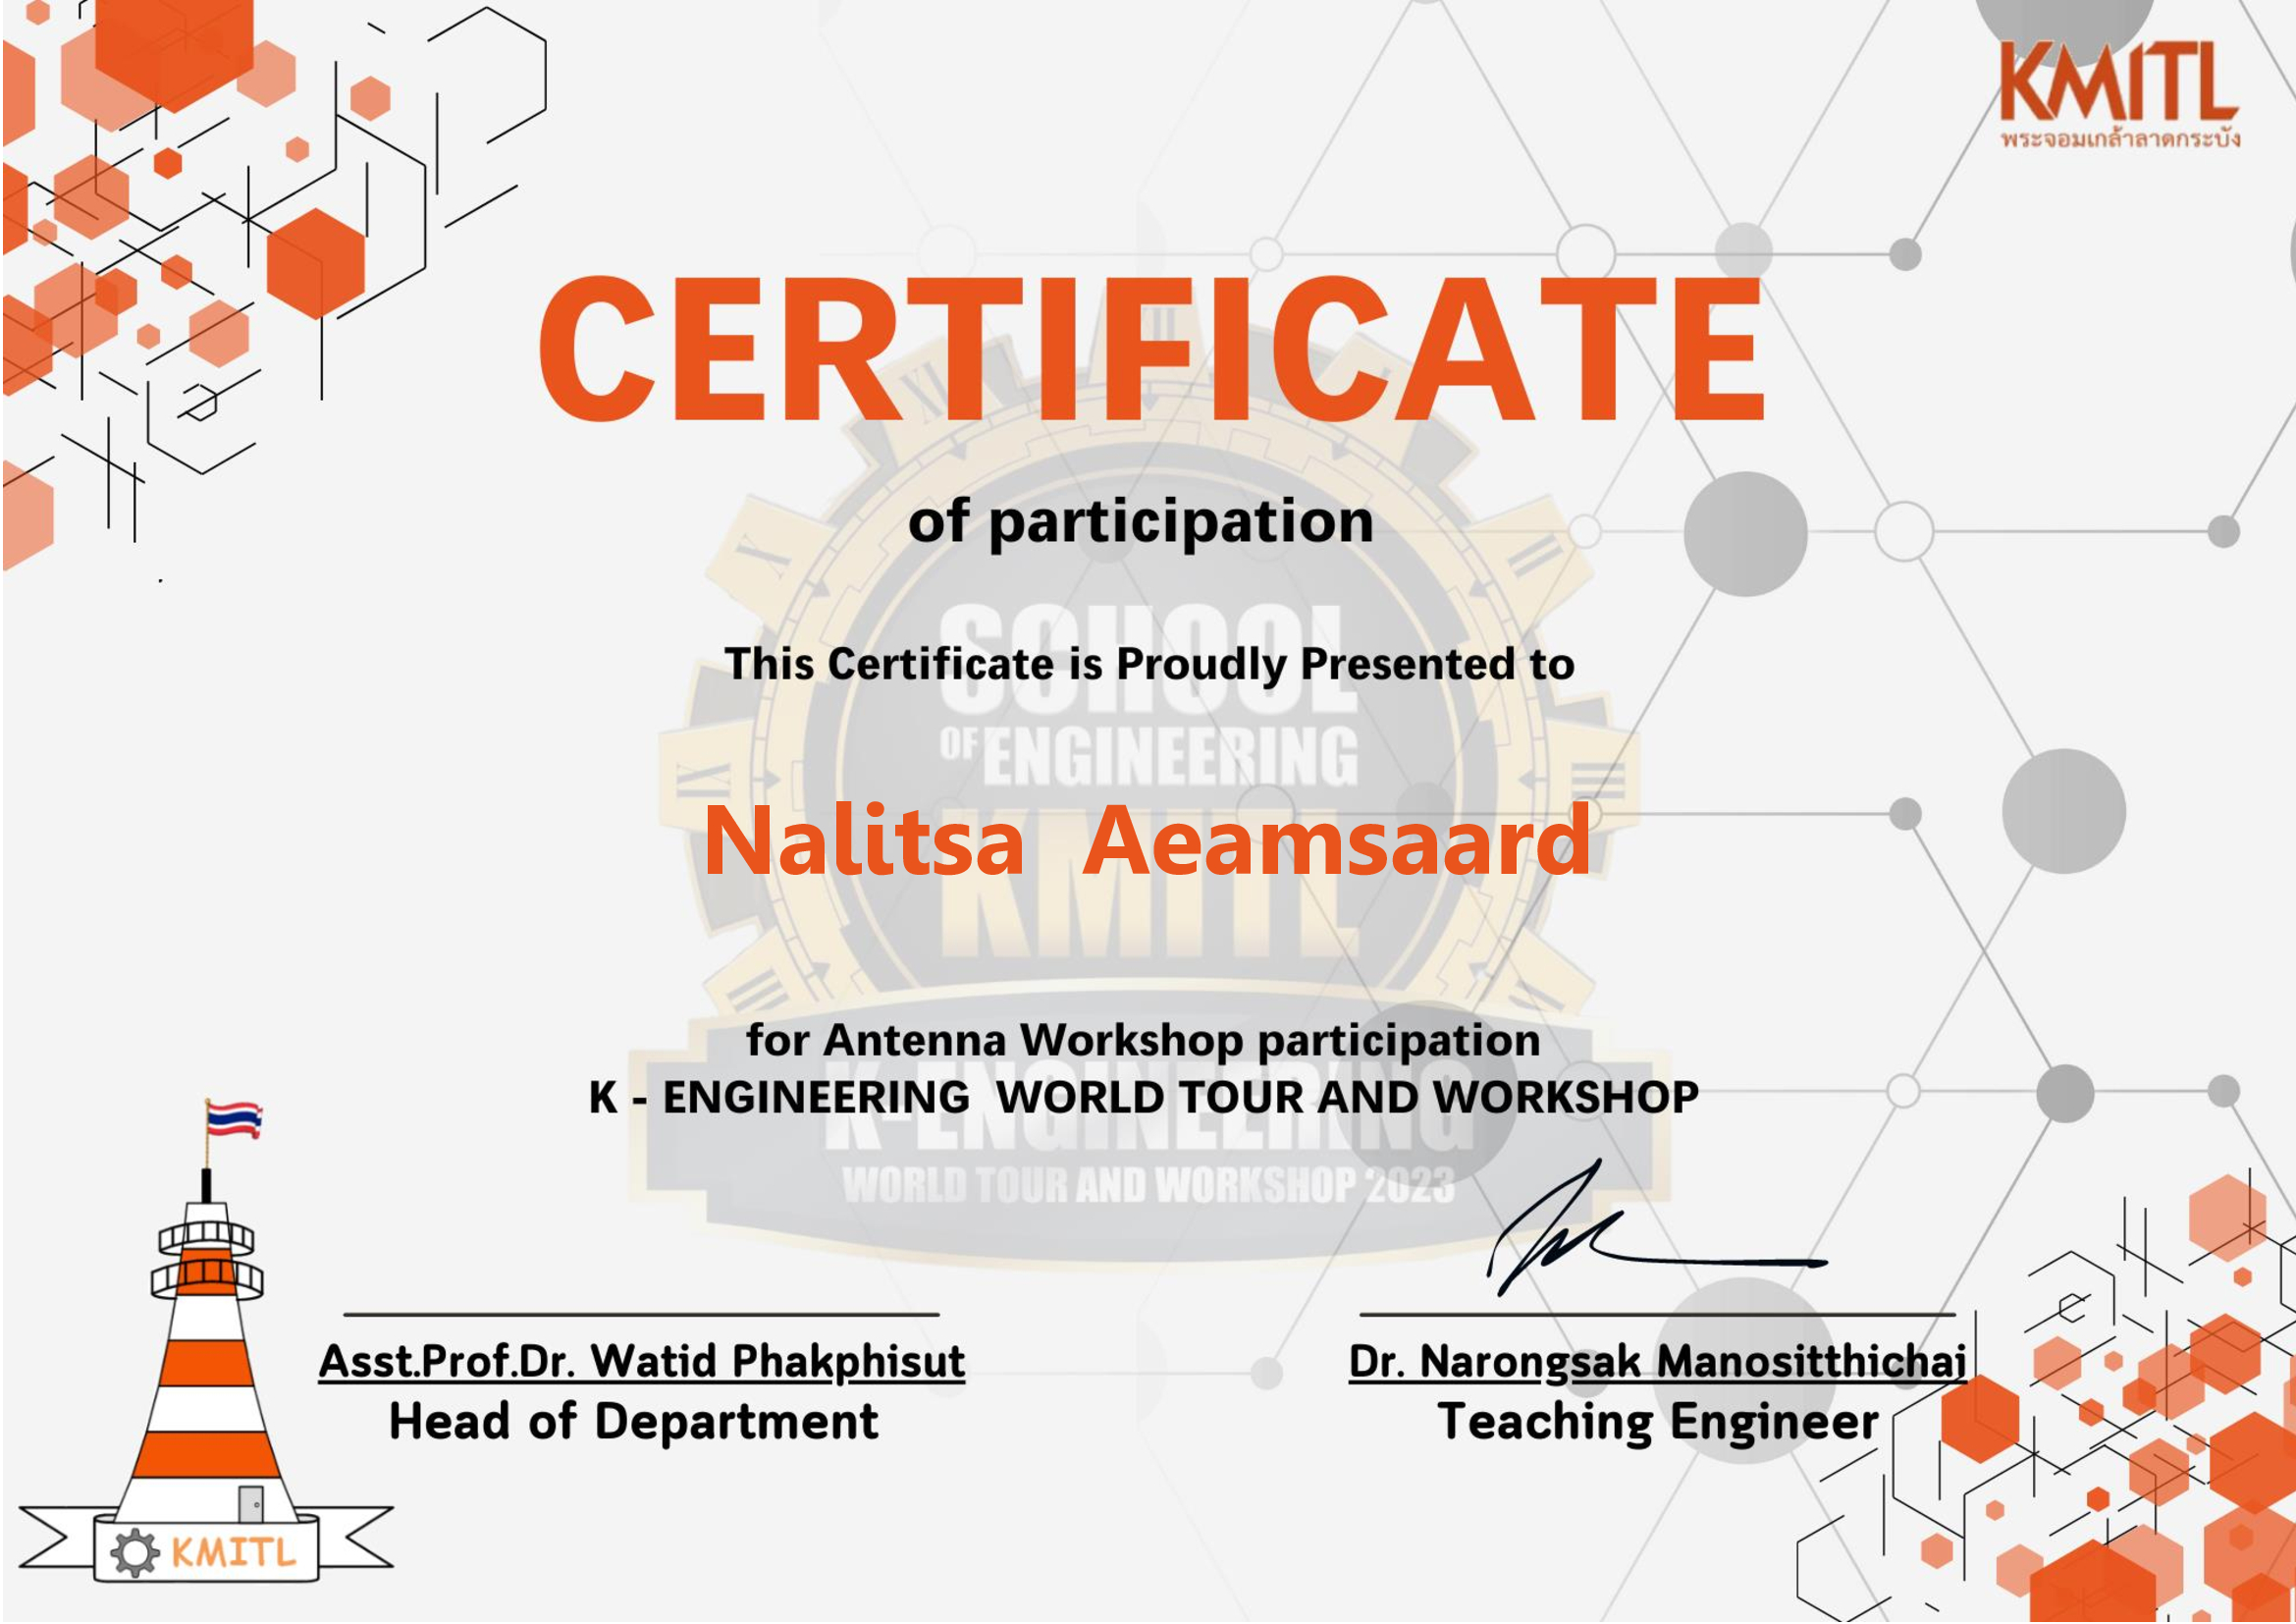 KMITL
พระจอมเกล้าลาดกระบัง
CERTIFICATE
of participation
This Certificate is Proudly Presented to
SCHOOL
OF ENGINEERING
Nalitsa Aeamsaard
KMITL
for Antenna Workshop participation
K - ENGINEERING WORLD TOUR AND WORKSHOP
K-ENGINEERING
WORLD TOUR AND WORKSHOP 2023
Asst.Prof.Dr. Watid Phakphisut
Head of Department
Dr. Narongsak Manositthichai
Teaching Engineer
KMITL